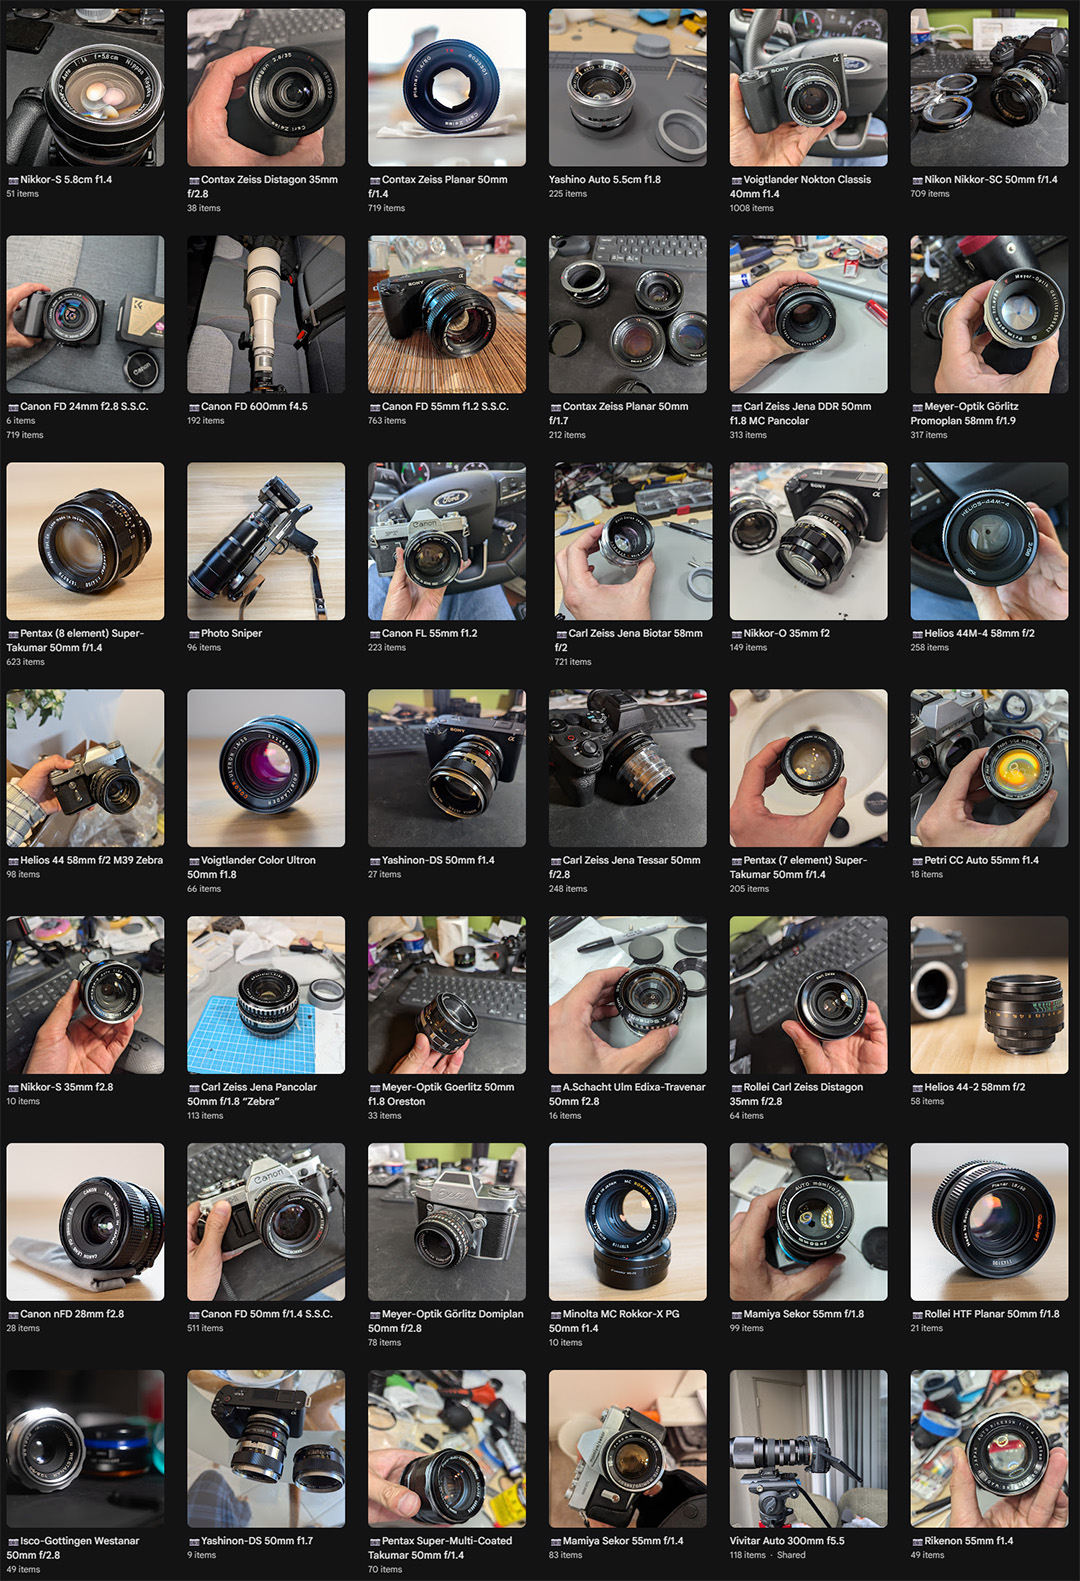 Nikkor-S 5.8cm f1.4
51 items
Contax Zeiss Distagon 35mm
f/2.8
38 items
Contax Zeiss Planar 50mm
f/1.4
719 items
Yashino Auto 5.5cm f1.8
225 items
Voigtlander Nokton Classis
40mm f1.4
1008 items
Nikon Nikkor-SC 50mm f/1.4
709 items
Canon FD 24mm f2.8 S.S.C.
6 items
719 items
Canon FD 600mm f4.5
192 items
Canon FD 55mm f1.2 S.S.C.
763 items
Contax Zeiss Planar 50mm
f/1.7
212 items
Carl Zeiss Jena DDR 50mm
f1.8 MC Pancolar
313 items
Meyer-Optik Görlitz
Promoplan 58mm f/1.9
317 items
Pentax (8 element) Super-
Takumar 50mm f/1.4
623 items
Photo Sniper
96 items
Canon FL 55mm f1.2
223 items
Carl Zeiss Jena Biotar 58mm
f/2
721 items
Nikkor-O 35mm f2
149 items
Helios 44M-4 58mm f/2
258 items
Helios 44 58mm f/2 M39 Zebra
98 items
Voigtlander Color Ultron
50mm f1.8
66 items
Yashinon-DS 50mm f1.4
27 items
Carl Zeiss Jena Tessar 50mm
f/2.8
248 items
Pentax (7 element) Super-
Takumar 50mm f/1.4
205 items
Petri CC Auto 55mm f1.4
18 items
Nikkor-S 35mm f2.8
10 items
Carl Zeiss Jena Pancolar
50mm f/1.8 "Zebra"
113 items
Meyer-Optik Goerlitz 50mm
f1.8 Oreston
33 items
A.Schacht Ulm Edixa-Travenar
50mm f2.8
16 items
Rollei Carl Zeiss Distagon
35mm f/2.8
64 items
Helios 44-2 58mm f/2
58 items
Canon nFD 28mm f2.8
28 items
Canon FD 50mm f/1.4 S.S.C.
511 items
Meyer-Optik Görlitz Domiplan
50mm f/2.8
78 items
Minolta MC Rokkor-X PG
50mm f1.4
10 items
Mamiya Sekor 55mm f/1.8
99 items
Rollei HTF Planar 50mm f/1.8
21 items
Isco-Gottingen Westanar
50mm f/2.8
49 items
Yashinon-DS 50mm f1.7
9 items
Pentax Super-Multi-Coated
Takumar 50mm f/1.4
70 items
Mamiya Sekor 55mm f/1.4
83 items
Vivitar Auto 300mm f5.5
118 items · Shared
Rikenon 55mm f1.4
49 items